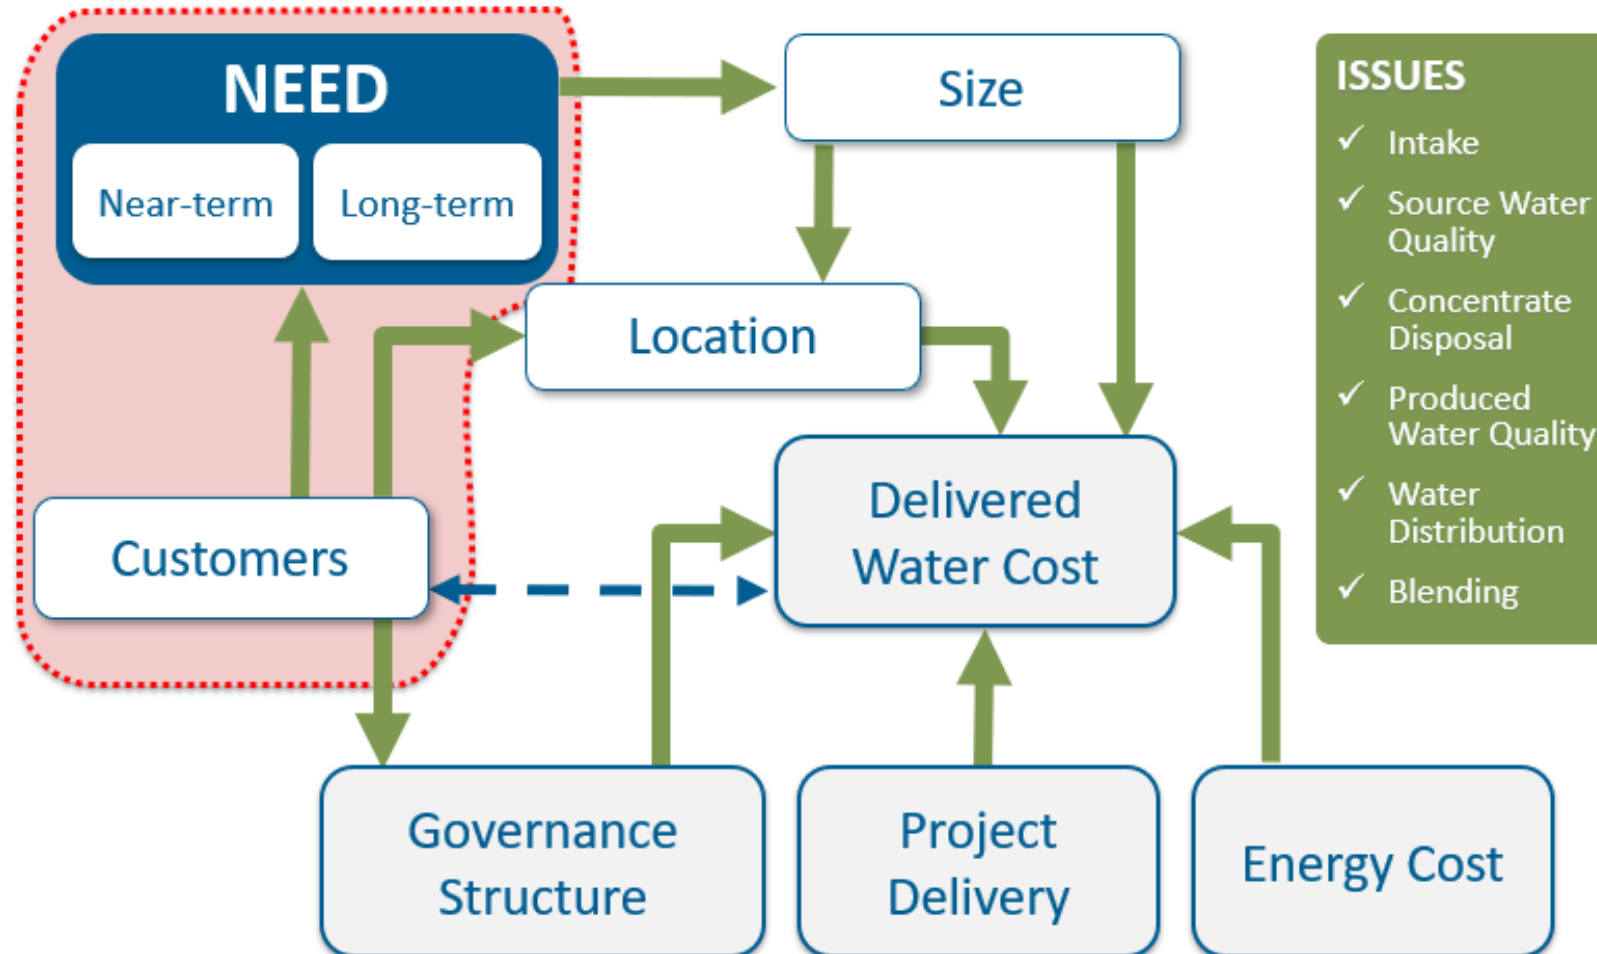 NEED
Near-term
Long-term
Size
Location
Customers
Delivered
Water Cost
Governance
Structure
Project
Delivery
Energy Cost
ISSUES
✓ Intake
✓ Source Water
Quality
✓ Concentrate
Disposal
✓ Produced
Water Quality
✓ Water
Distribution
✓ Blending